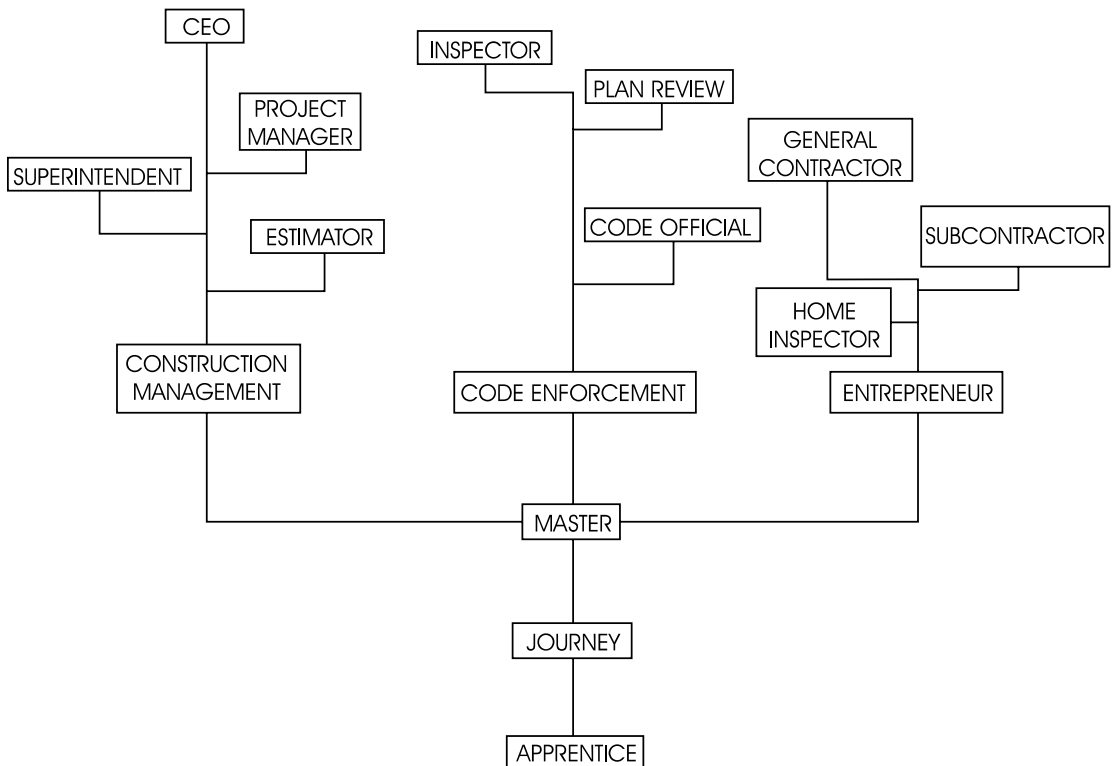 CEO
INSPECTOR
PLAN REVIEW
PROJECT
MANAGER
GENERAL
CONTRACTOR
SUPERINTENDENT
ESTIMATOR
CODE OFFICIAL
SUBCONTRACTOR
HOME
INSPECTOR
CONSTRUCTION
MANAGEMENT
CODE ENFORCEMENT
ENTREPRENEUR
MASTER
JOURNEY
APPRENTICE